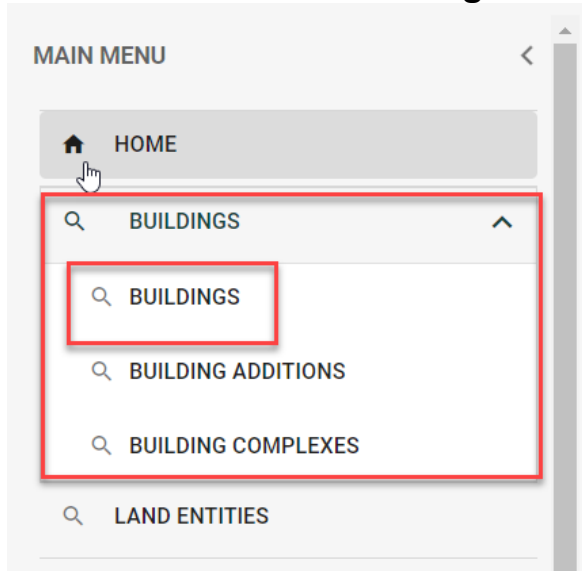 MAIN MENU
HOME
BUILDINGS
BUILDINGS
BUILDING ADDITIONS
BUILDING COMPLEXES
LAND ENTITIES